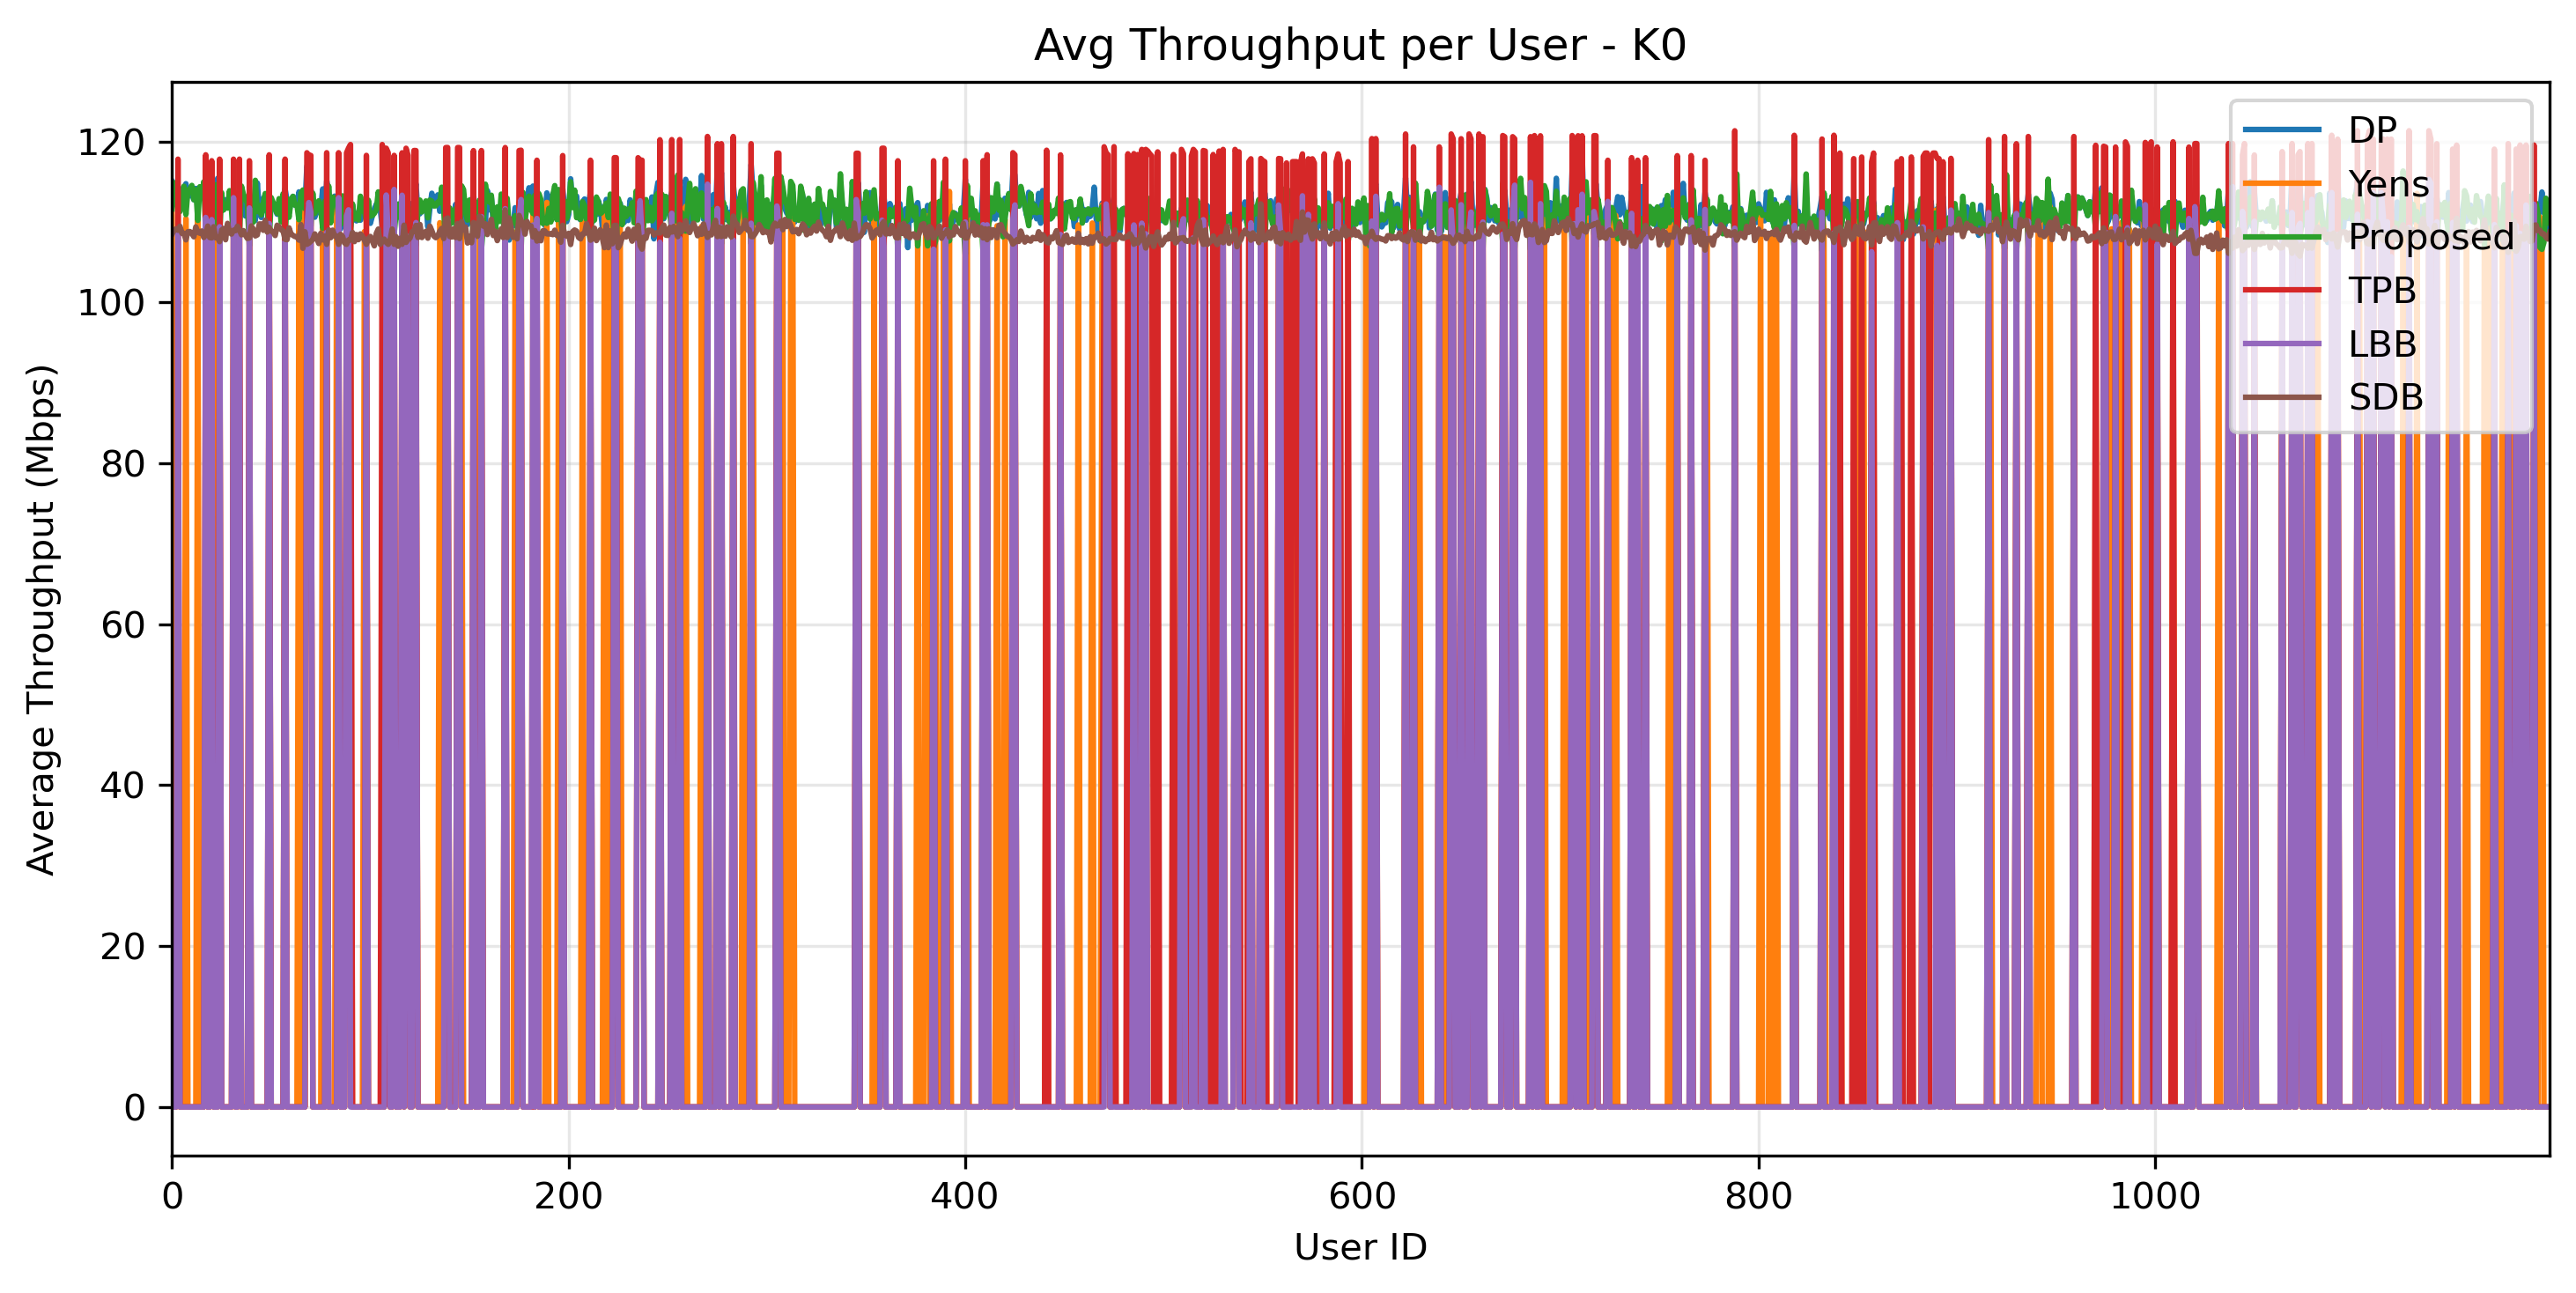 Avg Throughput per User - K0
Average Throughput (Mbps)
120
100
80
60
40
20
0
0
200
400
600
800
1000
User ID
DP
Yens
Proposed
TPB
LBB
SDB